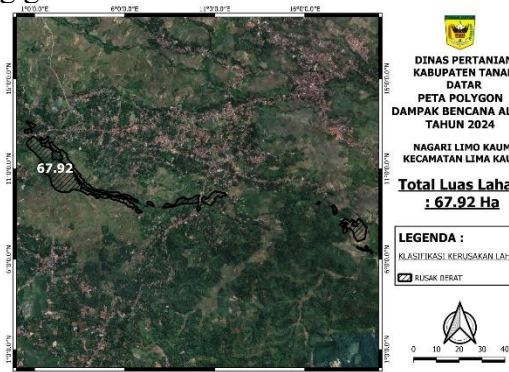 67.92
DINAS PERTANIAN
KABUPATEN TANA
DATAR
PETA POLYGON
DAMPAK BENCANA AL
TAHUN 2024
NAGARI LIMO KAUM
KECAMATAN LIMA KAU
Total Luas Laha
: 67.92 Ha
LEGENDA :
KLASIFIKASI KERUSAKAN LAH
RUSAK BERAT
0 10 20 30 40